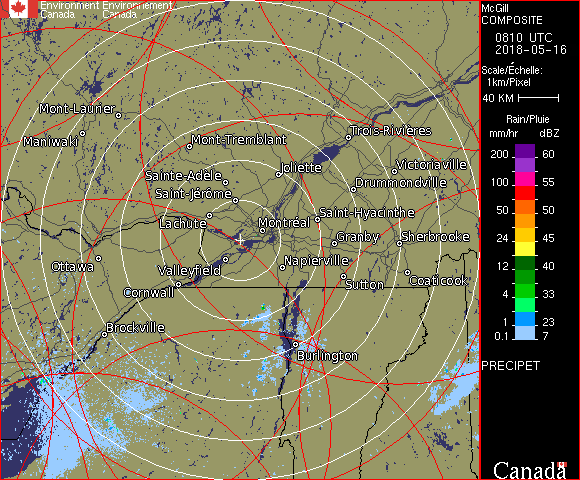 Environment Environnement
Canada Canada
McGill
COMPOSITE
0810 UTC
2018-05-16
Scale/Échelle:
1km/Pixel
40 KM
Rain/Pluie
mm/hr dBZ
200 60
150 55
100 55
50 50
24 45
12 40
4 33
1 23
0.1 7
PRECIPET
Canada
Mont-Laurier
Maniwaki
Mont-Tremblant
Trois-Rivières
Sainte-Adèle
Joliette
Victoriaville
Saint-Jérôme
Drummondville
Lachute
Montréal
Saint-Hyacinthe
Granby
Sherbrooke
Ottawa
Valleyfield
Napierville
Cornwall
Sutton
Coaticook
Brockville
Burlington